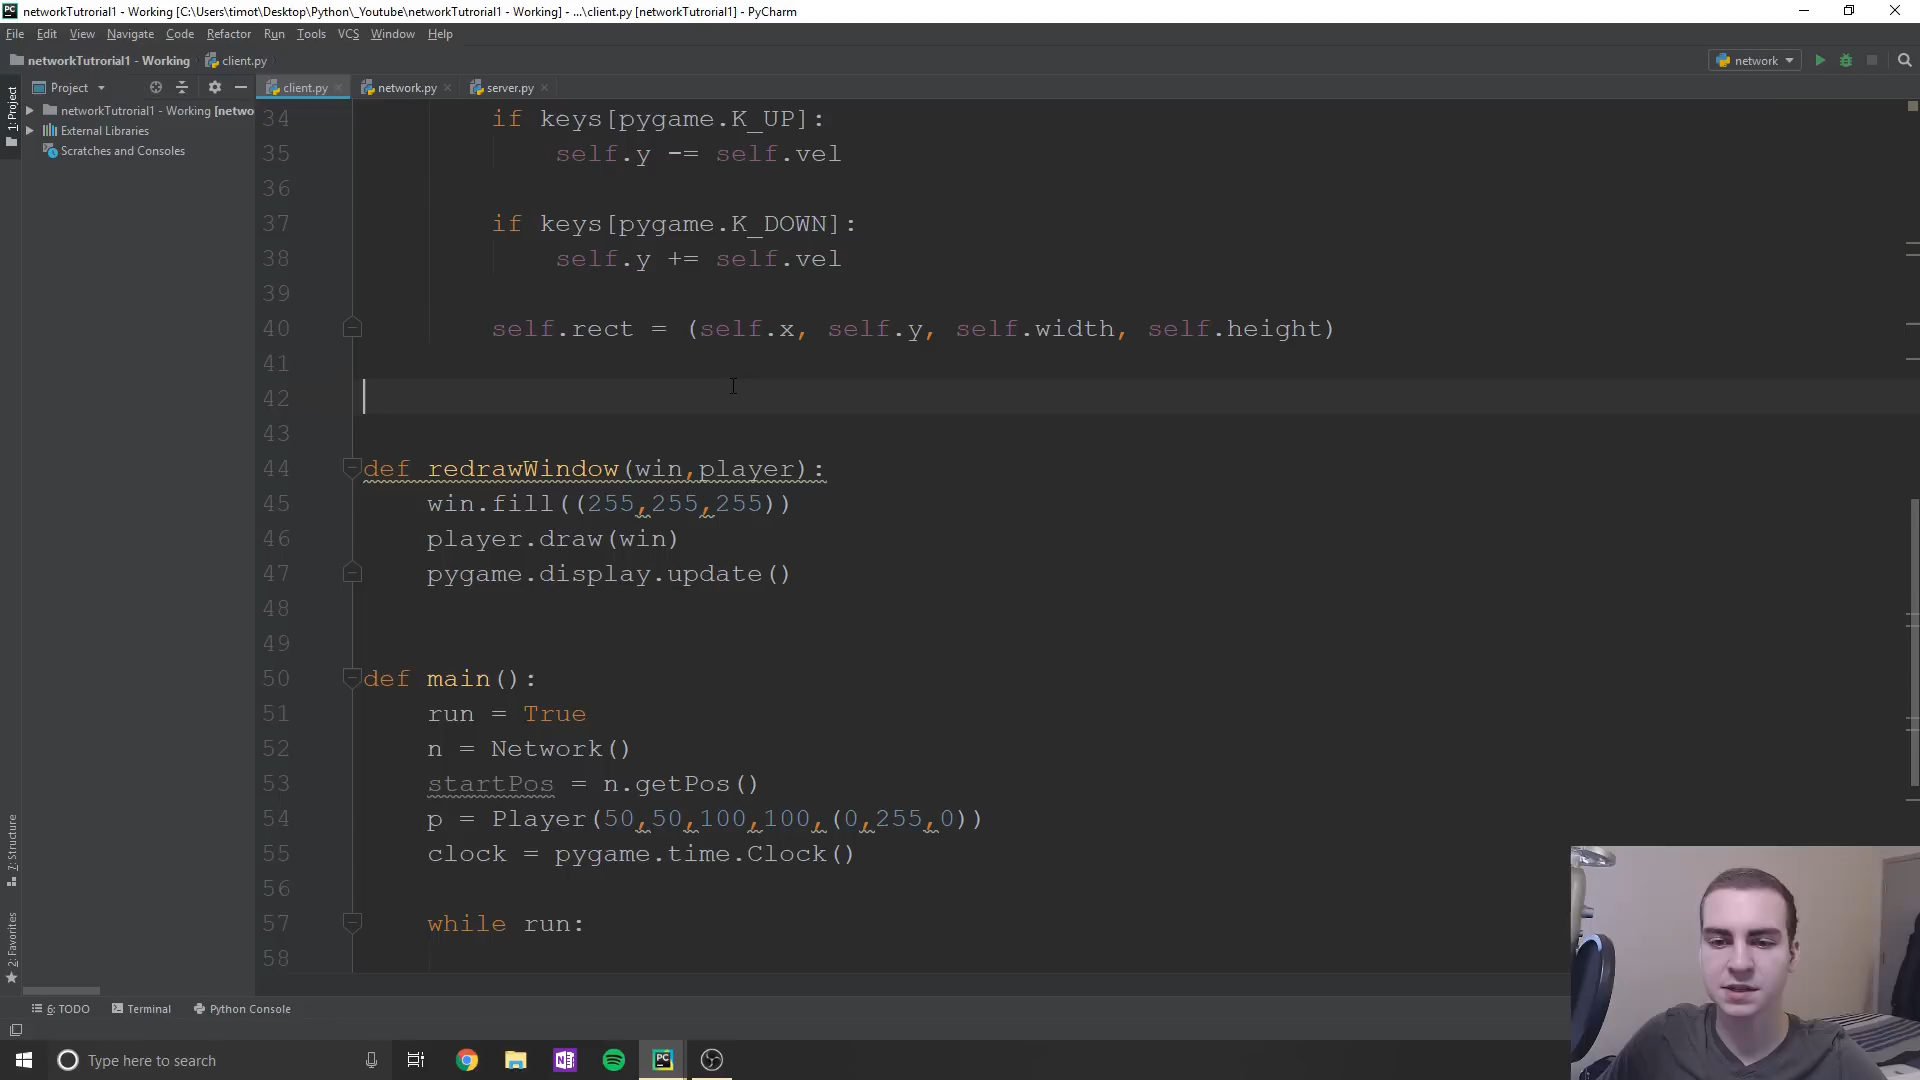 networkTutrorial1 - Working [C:\Users\timot\Desktop\Python\_Youtube\networkTutrorial1 - Working] - ...\client.py [networkTutrorial1] - PyCharm
File Edit View Navigate Code Refactor Run Tools VCS Window Help
networkTutrorial1 - Working client.py network
Project client.py network.py server.py
1: Project
networkTutrorial1 - Working [netwo
External Libraries
Scratches and Consoles
34 if keys[pygame.K_UP]:
35 self.y -= self.vel
36
37 if keys[pygame.K_DOWN]:
38 self.y += self.vel
39
40 self.rect = (self.x, self.y, self.width, self.height)
41
42
43
44 def redrawWindow(win,player):
45 win.fill((255,255,255))
46 player.draw(win)
47 pygame.display.update()
48
49
50 def main():
51 run = True
52 n = Network()
53 startPos = n.getPos()
54 p = Player(50,50,100,100,(0,255,0))
55 clock = pygame.time.Clock()
56
57 while run:
58
7: Structure
2: Favorites
6: TODO Terminal Python Console
Type here to search